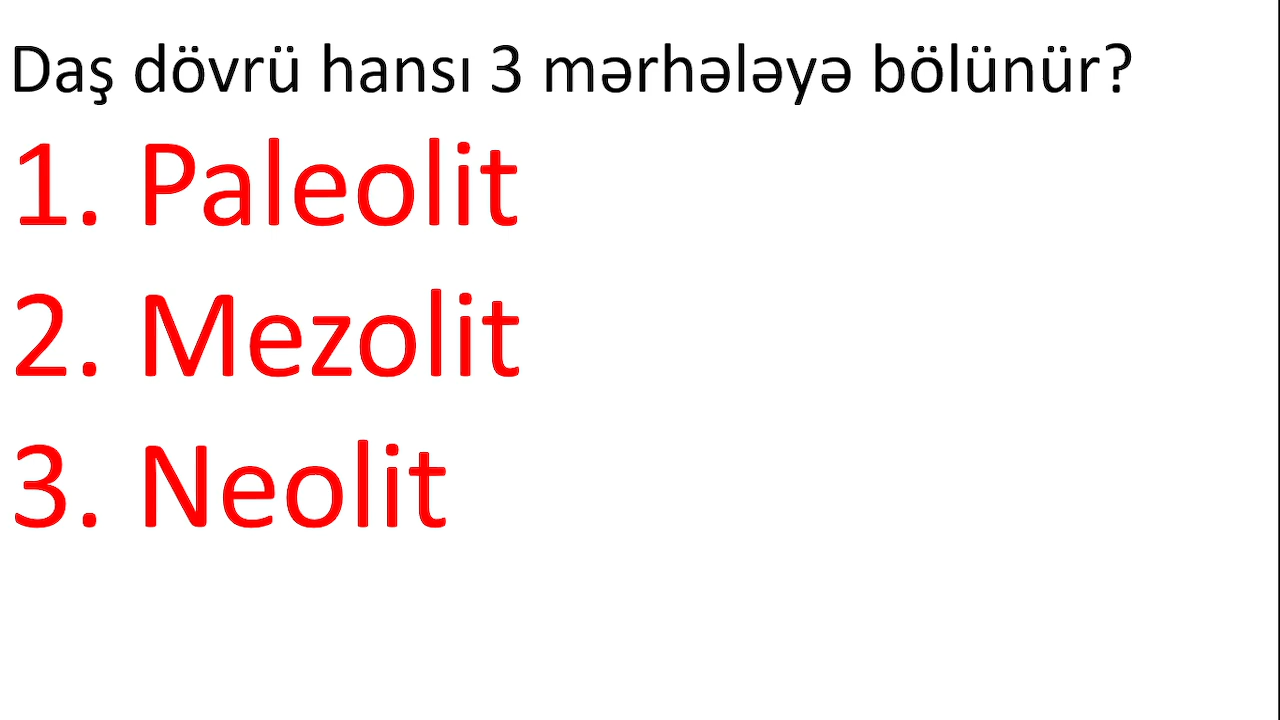 Daş dövrü hansı 3 mərhələyə bölünür?
1. Paleolit
2. Mezolit
3. Neolit